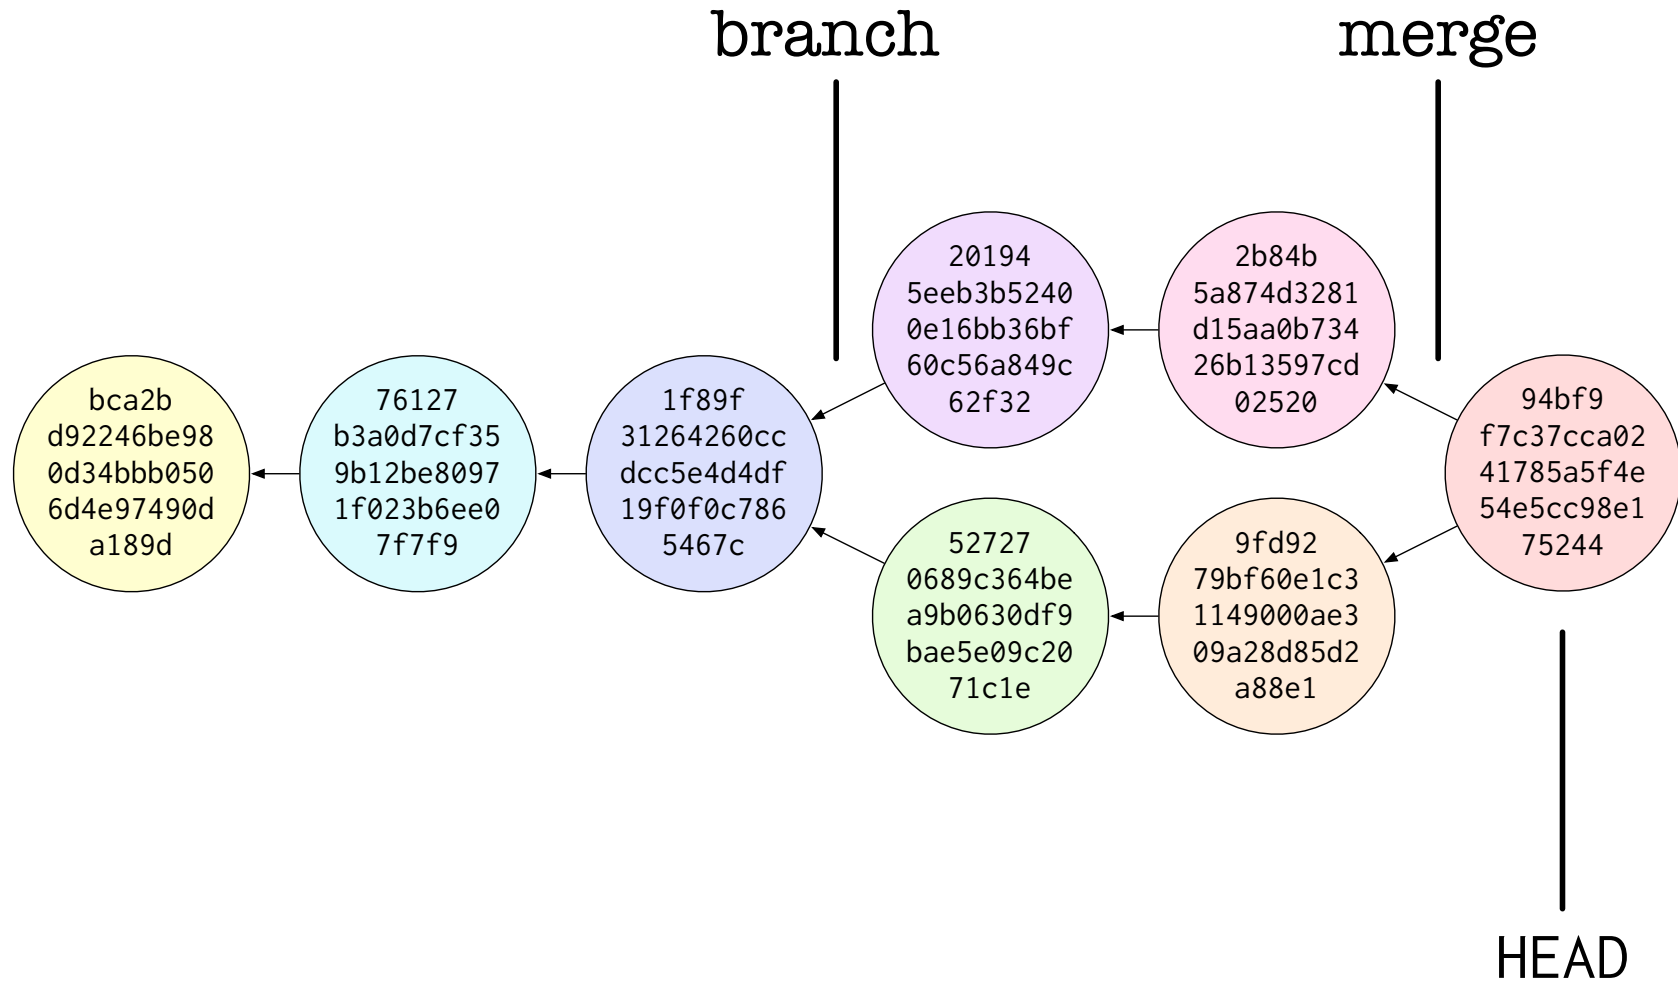 branch
merge
20194
5eeb3b5240
0e16bb36bf
60c56a849c
62f32
2b84b
5a874d3281
d15aa0b734
26b13597cd
02520
bca2b
d92246be98
0d34bbb050
6d4e97490d
a189d
76127
b3a0d7cf35
9b12be8097
1f023b6ee0
7f7f9
1f89f
31264260cc
dcc5e4d4df
19f0f0c786
5467c
94bf9
f7c37cca02
41785a5f4e
54e5cc98e1
75244
52727
0689c364be
a9b0630df9
bae5e09c20
71c1e
9fd92
79bf60e1c3
1149000ae3
09a28d85d2
a88e1
HEAD